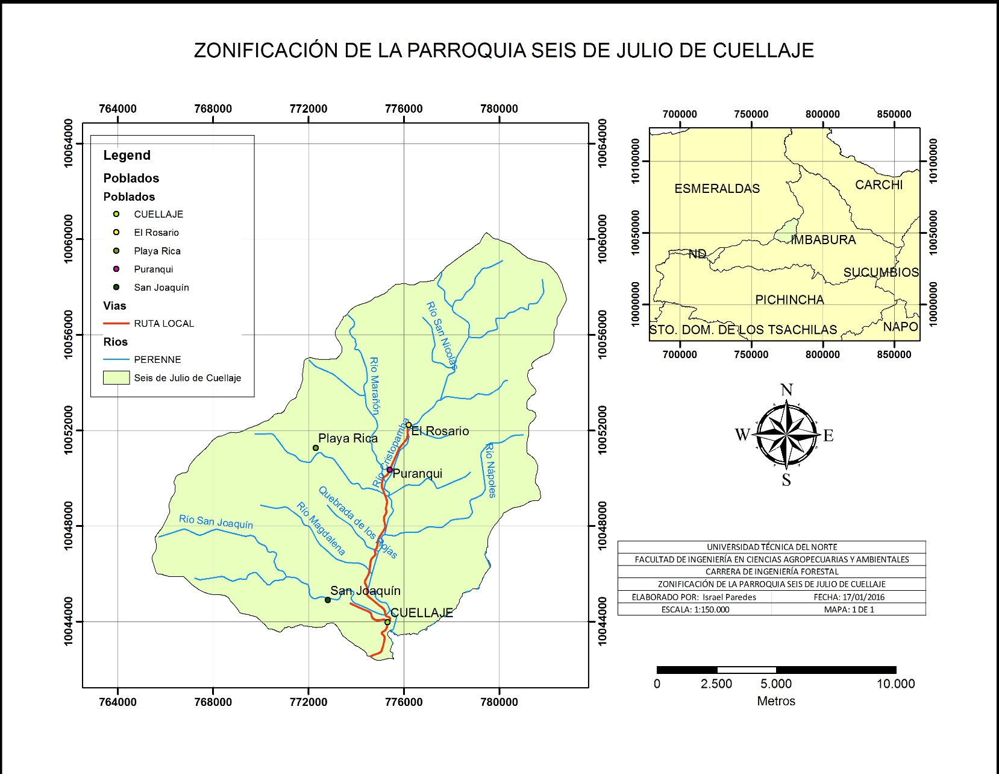 ZONIFICACIÓN DE LA PARROQUIA SEIS DE JULIO DE CUELLAJE
764000 768000 772000 776000 780000
10064000
10060000
10056000
10052000
10048000
10044000
Legend
Poblados
Poblados
CUELLAJE
El Rosario
Playa Rica
Puranqui
San Joaquín
Vias
RUTA LOCAL
Rios
PERENNE
Seis de Julio de Cuellaje
Río San Nicolas
Río Marañón
Río Cristopamba
El Rosario
Playa Rica
Puranqui
Río Nápoles
Quebrada de los Rojas
Río Magdalena
Río San Joaquín
San Joaquín
CUELLAJE
10064000
10060000
10056000
10052000
10048000
10044000
764000 768000 772000 776000 780000
700000 750000 800000 850000
10100000
10050000
10000000
ESMERALDAS
CARCHI
IMBABURA
ND
SUCUMBIOS
PICHINCHA
STO. DOM. DE LOS TSACHILAS
NAPO
10100000
10050000
10000000
700000 750000 800000 850000
N
W E
S
UNIVERSIDAD TÉCNICA DEL NORTE
FACULTAD DE INGENIERÍA EN CIENCIAS AGROPECUARIAS Y AMBIENTALES
CARRERA DE INGENIERÍA FORESTAL
ZONIFICACIÓN DE LA PARROQUIA SEIS DE JULIO DE CUELLAJE
ELABORADO POR: Israel Paredes FECHA: 17/01/2016
ESCALA: 1:150.000 MAPA: 1 DE 1
0 2.500 5.000 10.000
Metros